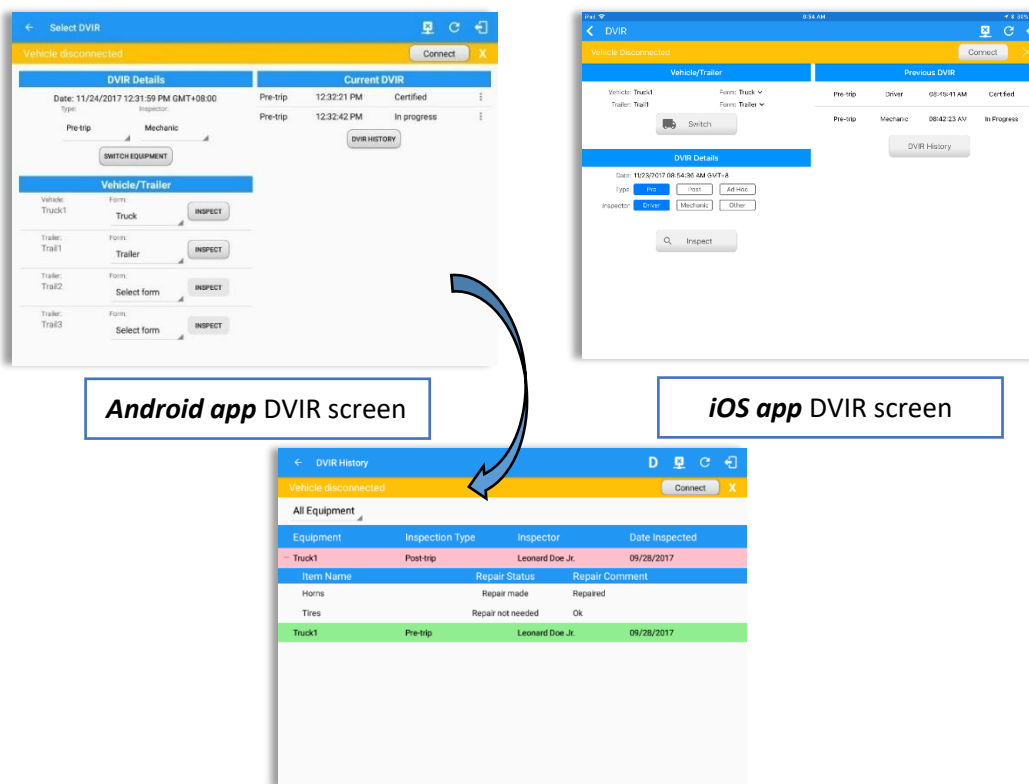 Select DVIR
Vehicle disconnected Connect X
DVIR Details
Date: 11/24/2017 12:31:59 PM GMT+08:00
Type: Inspector:
Pre-trip Mechanic
SWITCH EQUIPMENT
Vehicle/Trailer
Vehicle: Form:
Truck1 Truck INSPECT
Trailer: Form:
Trail1 Trailer INSPECT
Trailer: Form:
Trail2 Select form INSPECT
Trailer: Form:
Trail3 Select form INSPECT
Current DVIR
Pre-trip 12:32:21 PM Certified
Pre-trip 12:32:42 PM In progress
DVIR HISTORY
Android app DVIR screen
iPad 8:54 AM
DVIR
Vehicle Disconnected Connect
Vehicle/Trailer
Vehicle: Truck1 Form: Truck
Trailer: Trail1 Form: Trailer
Switch
DVIR Details
Date: 11/23/2017 08:54:36 AM GMT+8
Type: Pre Post Ad Hoc
Inspector: Driver Mechanic Other
Inspect
Previous DVIR
Pre-trip Driver 08:45:41 AM Certified
Pre-trip Mechanic 08:42:23 AM In Progress
DVIR History
iOS app DVIR screen
DVIR History D
Vehicle disconnected Connect X
All Equipment
Equipment Inspection Type Inspector Date Inspected
Truck1 Post-trip Leonard Doe Jr. 09/28/2017
Item Name Repair Status Repair Comment
Horns Repair made Repaired
Tires Repair not needed Ok
Truck1 Pre-trip Leonard Doe Jr. 09/28/2017